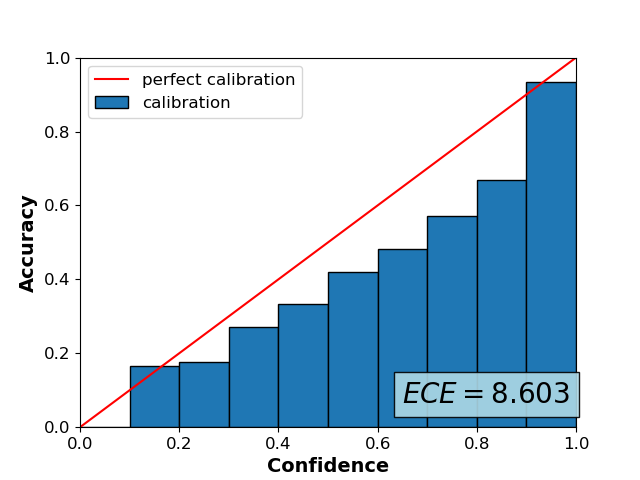 perfect calibration
calibration
1.0
0.8
0.6
0.4
0.2
0.0
Accuracy
ECE = 8.603
0.0 0.2 0.4 0.6 0.8 1.0
Confidence